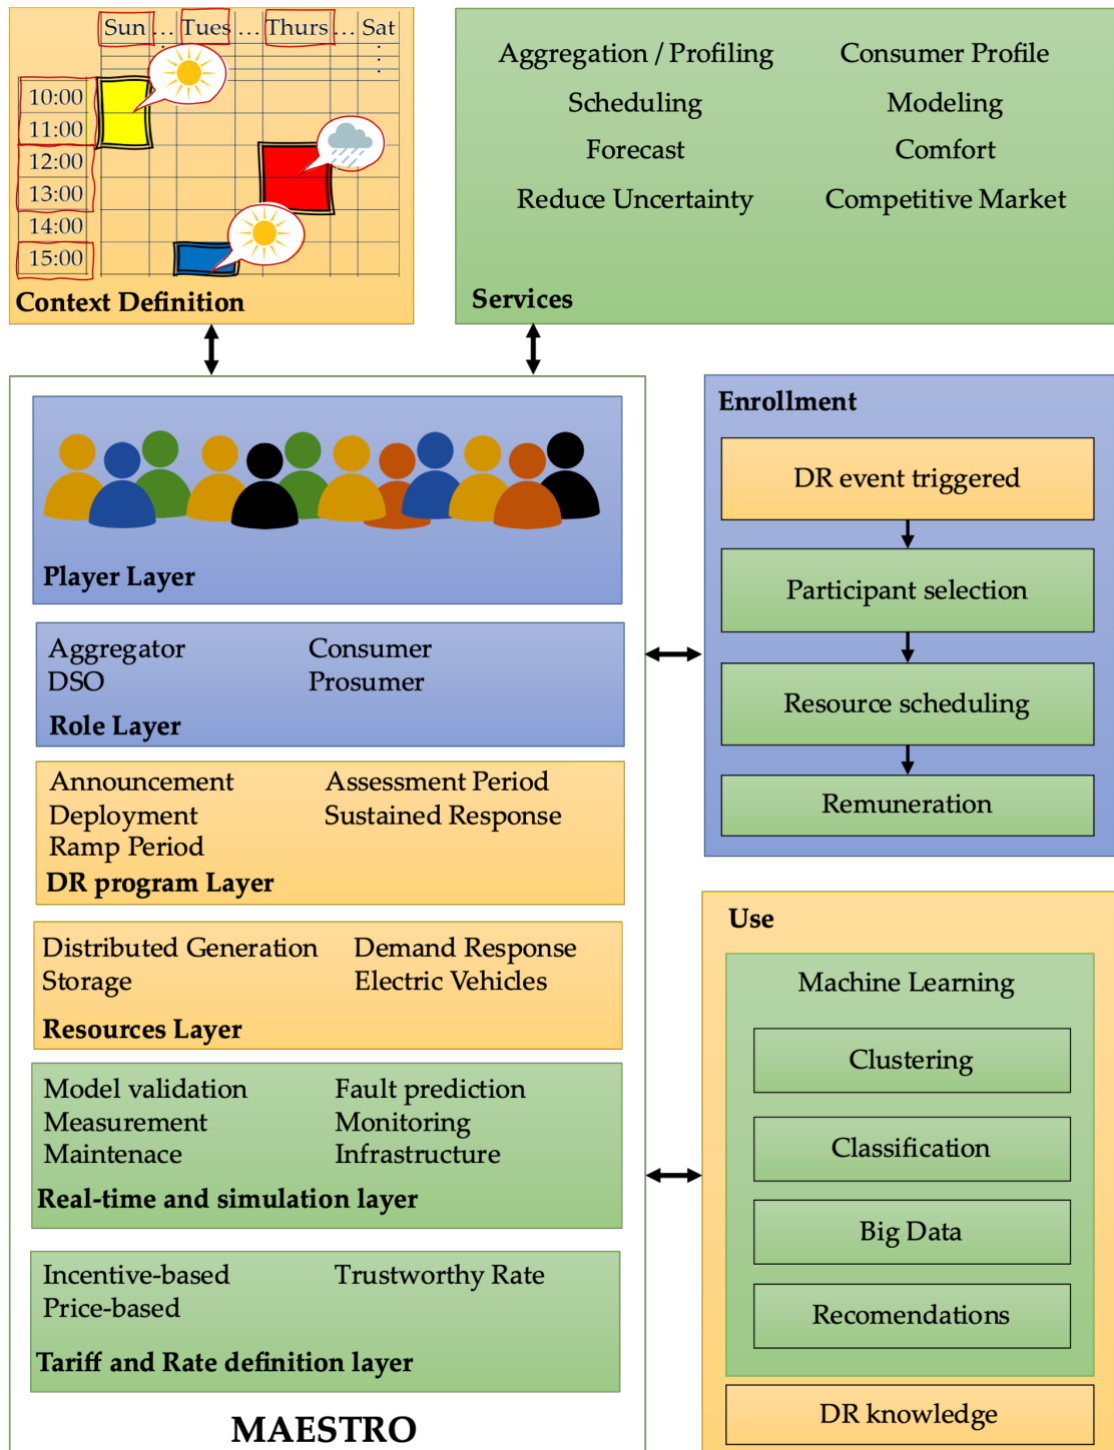 Sun ... Tues ... Thurs ... Sat
10:00
11:00
12:00
13:00
14:00
15:00
Context Definition
Aggregation / Profiling
Consumer Profile
Scheduling
Modeling
Forecast
Comfort
Reduce Uncertainty
Competitive Market
Services
Player Layer
Aggregator
Consumer
DSO
Prosumer
Role Layer
Announcement
Assessment Period
Deployment
Sustained Response
Ramp Period
DR program Layer
Distributed Generation
Demand Response
Storage
Electric Vehicles
Resources Layer
Model validation
Fault prediction
Measurement
Monitoring
Maintenace
Infrastructure
Real-time and simulation layer
Incentive-based
Trustworthy Rate
Price-based
Tariff and Rate definition layer
MAESTRO
Enrollment
DR event triggered
Participant selection
Resource scheduling
Remuneration
Use
Machine Learning
Clustering
Classification
Big Data
Recomendations
DR knowledge